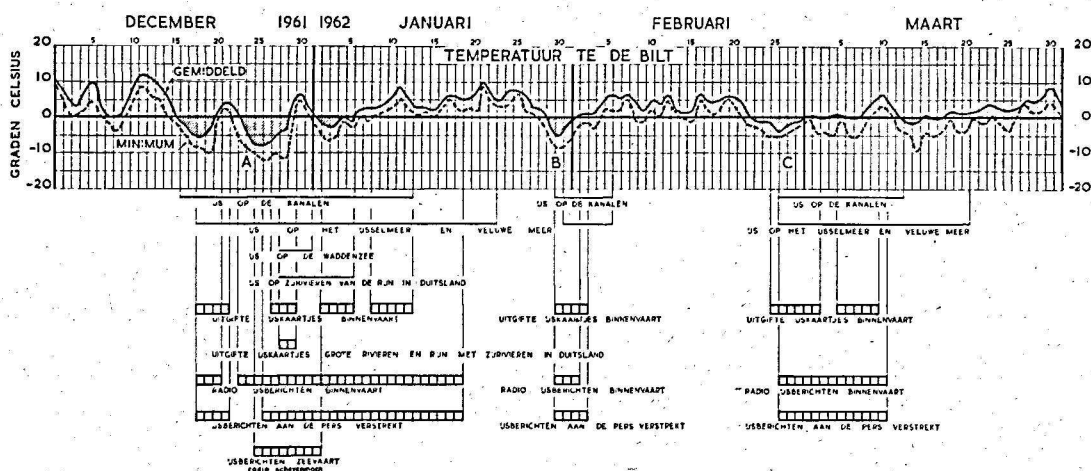 DECEMBER 1961 1962 JANUARI FEBRUARI MAART
5 10 15 20 25 30 5 10 15 20 25 30 5 10 15 20 25 5 10 15 20 25 30
TEMPERATUUR TE DE BILT
GRADEN CELSIUS
20 10 0 -10 -20
GEMIDDELD
MINIMUM
A B C
20 10 0 -10 -20
IJS OP DE KANALEN IJS OP DE KANALEN IJS OP DE KANALEN
IJS OP HET IJSSELMEER EN VELUWE MEER IJS OP HET IJSSELMEER EN VELUWE MEER
IJS OP DE WADDENZEE
IJS OP ZIJRIVIEREN VAN DE RIJN IN DUITSLAND
UITGIFTE IJSKAARTJES BINNENVAART UITGIFTE IJSKAARTJES BINNENVAART UITGIFTE IJSKAARTJES BINNENVAART
UITGIFTE IJSKAARTJES GROTE RIVIEREN EN RIJN MET ZIJRIVIEREN IN DUITSLAND
RADIO IJSBERICHTEN BINNENVAART RADIO IJSBERICHTEN BINNENVAART RADIO IJSBERICHTEN BINNENVAART
IJSBERICHTEN AAN DE PERS VERSTREKT IJSBERICHTEN AAN DE PERS VERSTREKT IJSBERICHTEN AAN DE PERS VERSTREKT
IJSBERICHTEN ZEEVAART
RADIO SCHEVENINGEN